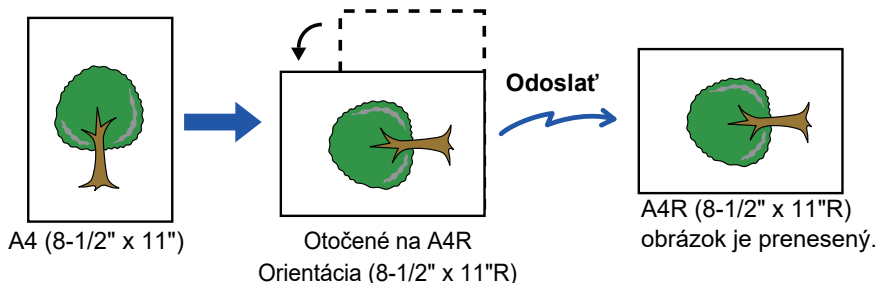 A4 (8-1/2" x 11")
Otočené na A4R
Orientácia (8-1/2" x 11"R)
Odoslať
A4R (8-1/2" x 11"R)
obrázok je prenesený.